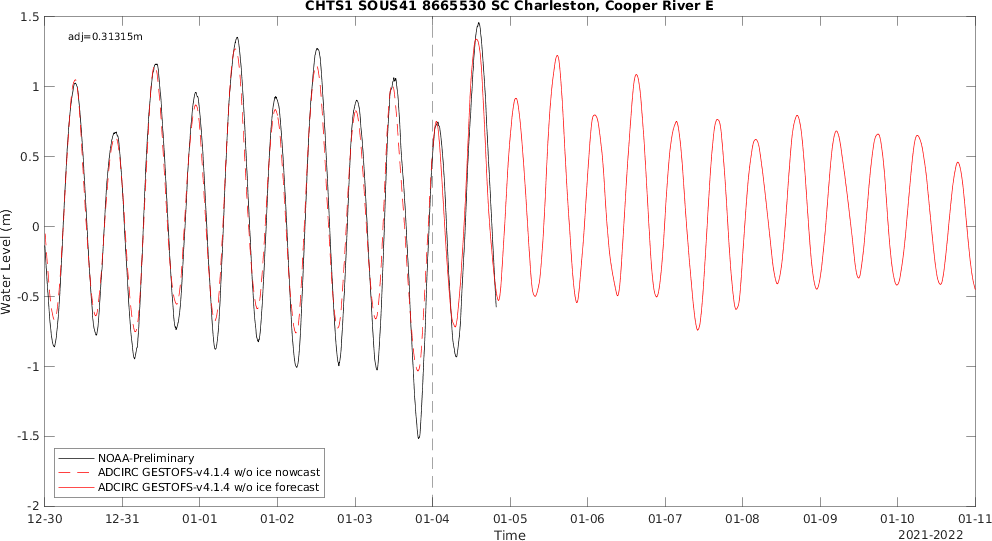 CHTS1 SOUS41 8665530 SC Charleston, Cooper River E
adj=0.31315m
1.5
1
0.5
0
-0.5
-1
-1.5
-2
Water Level (m)
NOAA-Preliminary
ADCIRC GESTOFS-v4.1.4 w/o ice nowcast
ADCIRC GESTOFS-v4.1.4 w/o ice forecast
12-30 12-31 01-01 01-02 01-03 01-04 01-05 01-06 01-07 01-08 01-09 01-10 01-11
Time
2021-2022